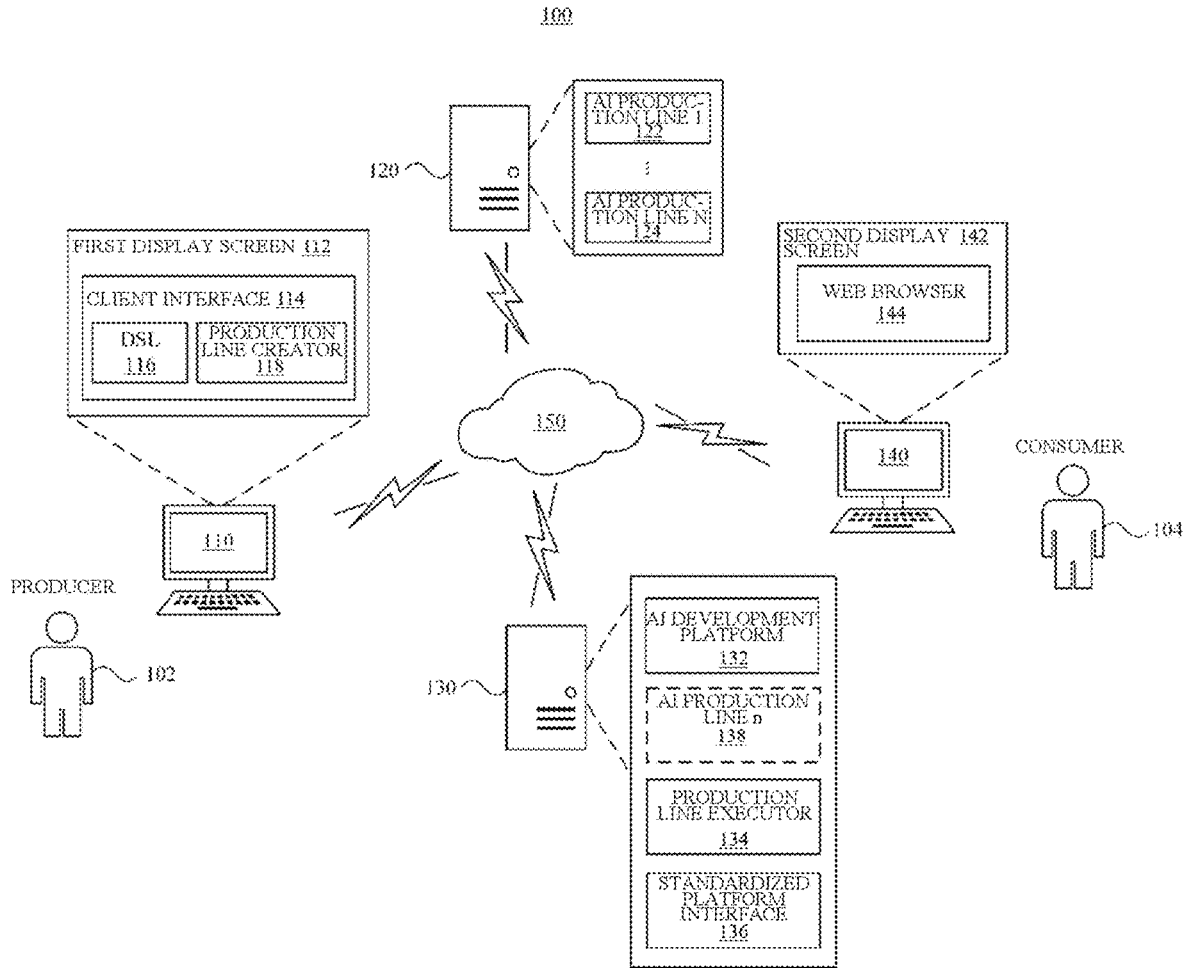 100
AI PRODUC-
TION LINE 1
122
⋮
AI PRODUC-
TION LINE N
124
120
FIRST DISPLAY SCREEN 112
CLIENT INTERFACE 114
DSL
116
PRODUCTION
LINE CREATOR
118
SECOND DISPLAY 142
SCREEN
WEB BROWSER
144
150
110
PRODUCER
102
140
CONSUMER
104
130
AI DEVELOPMENT
PLATFORM
132
AI PRODUCTION
LINE n
138
PRODUCTION
LINE EXECUTOR
134
STANDARDIZED
PLATFORM
INTERFACE
136